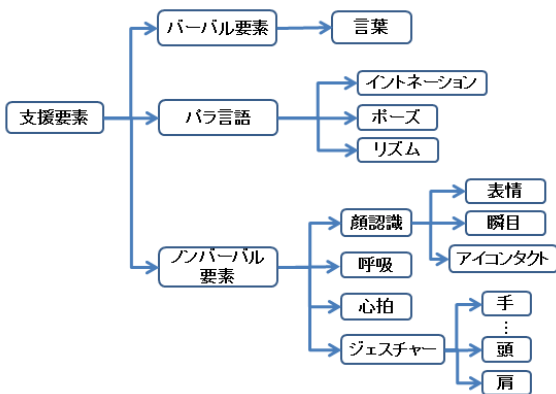 バーバル要素
言葉
支援要素
パラ言語
イントネーション
ポーズ
リズム
ノンバーバル
要素
顔認識
表情
瞬目
アイコンタクト
呼吸
心拍
ジェスチャー
手
⋮
頭
肩